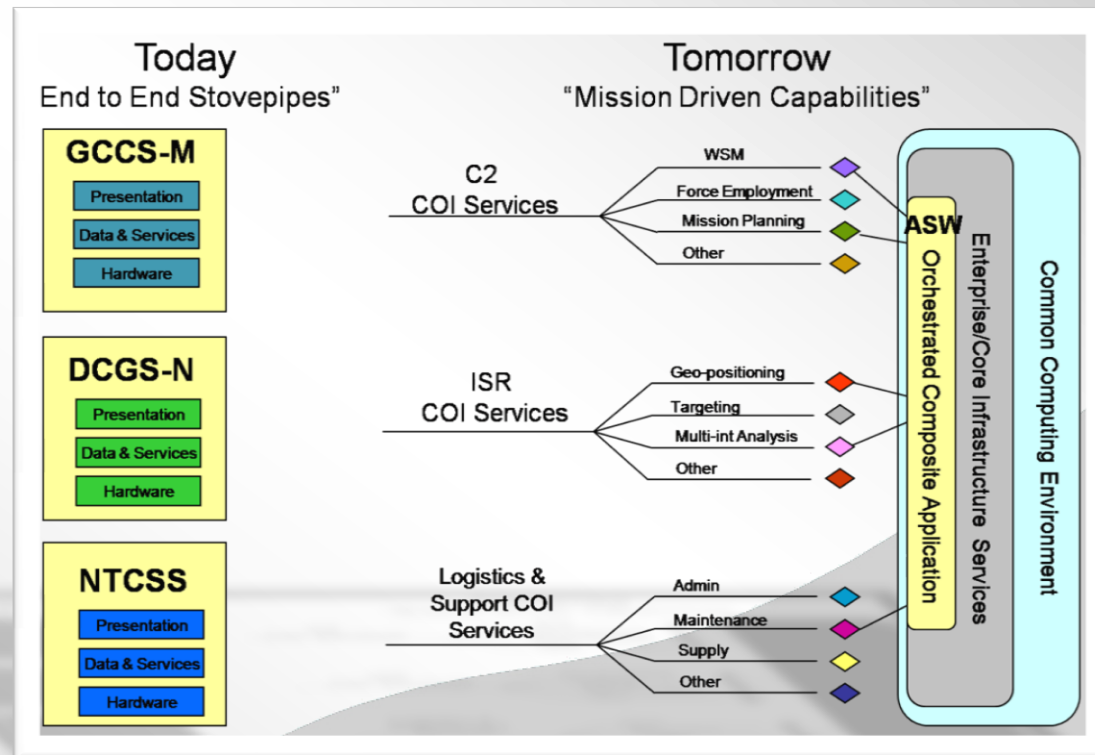 Today
End to End Stovepipes”
GCCS-M
Presentation
Data & Services
Hardware
DCGS-N
Presentation
Data & Services
Hardware
NTCSS
Presentation
Data & Services
Hardware
Tomorrow
“Mission Driven Capabilities”
C2
COI Services
WSM
Force Employment
Mission Planning
Other
ISR
COI Services
Geo-positioning
Targeting
Multi-int Analysis
Other
Logistics &
Support COI
Services
Admin
Maintenance
Supply
Other
ASW
Orchestrated Composite Application
Enterprise/Core Infrastructure Services
Common Computing Environment